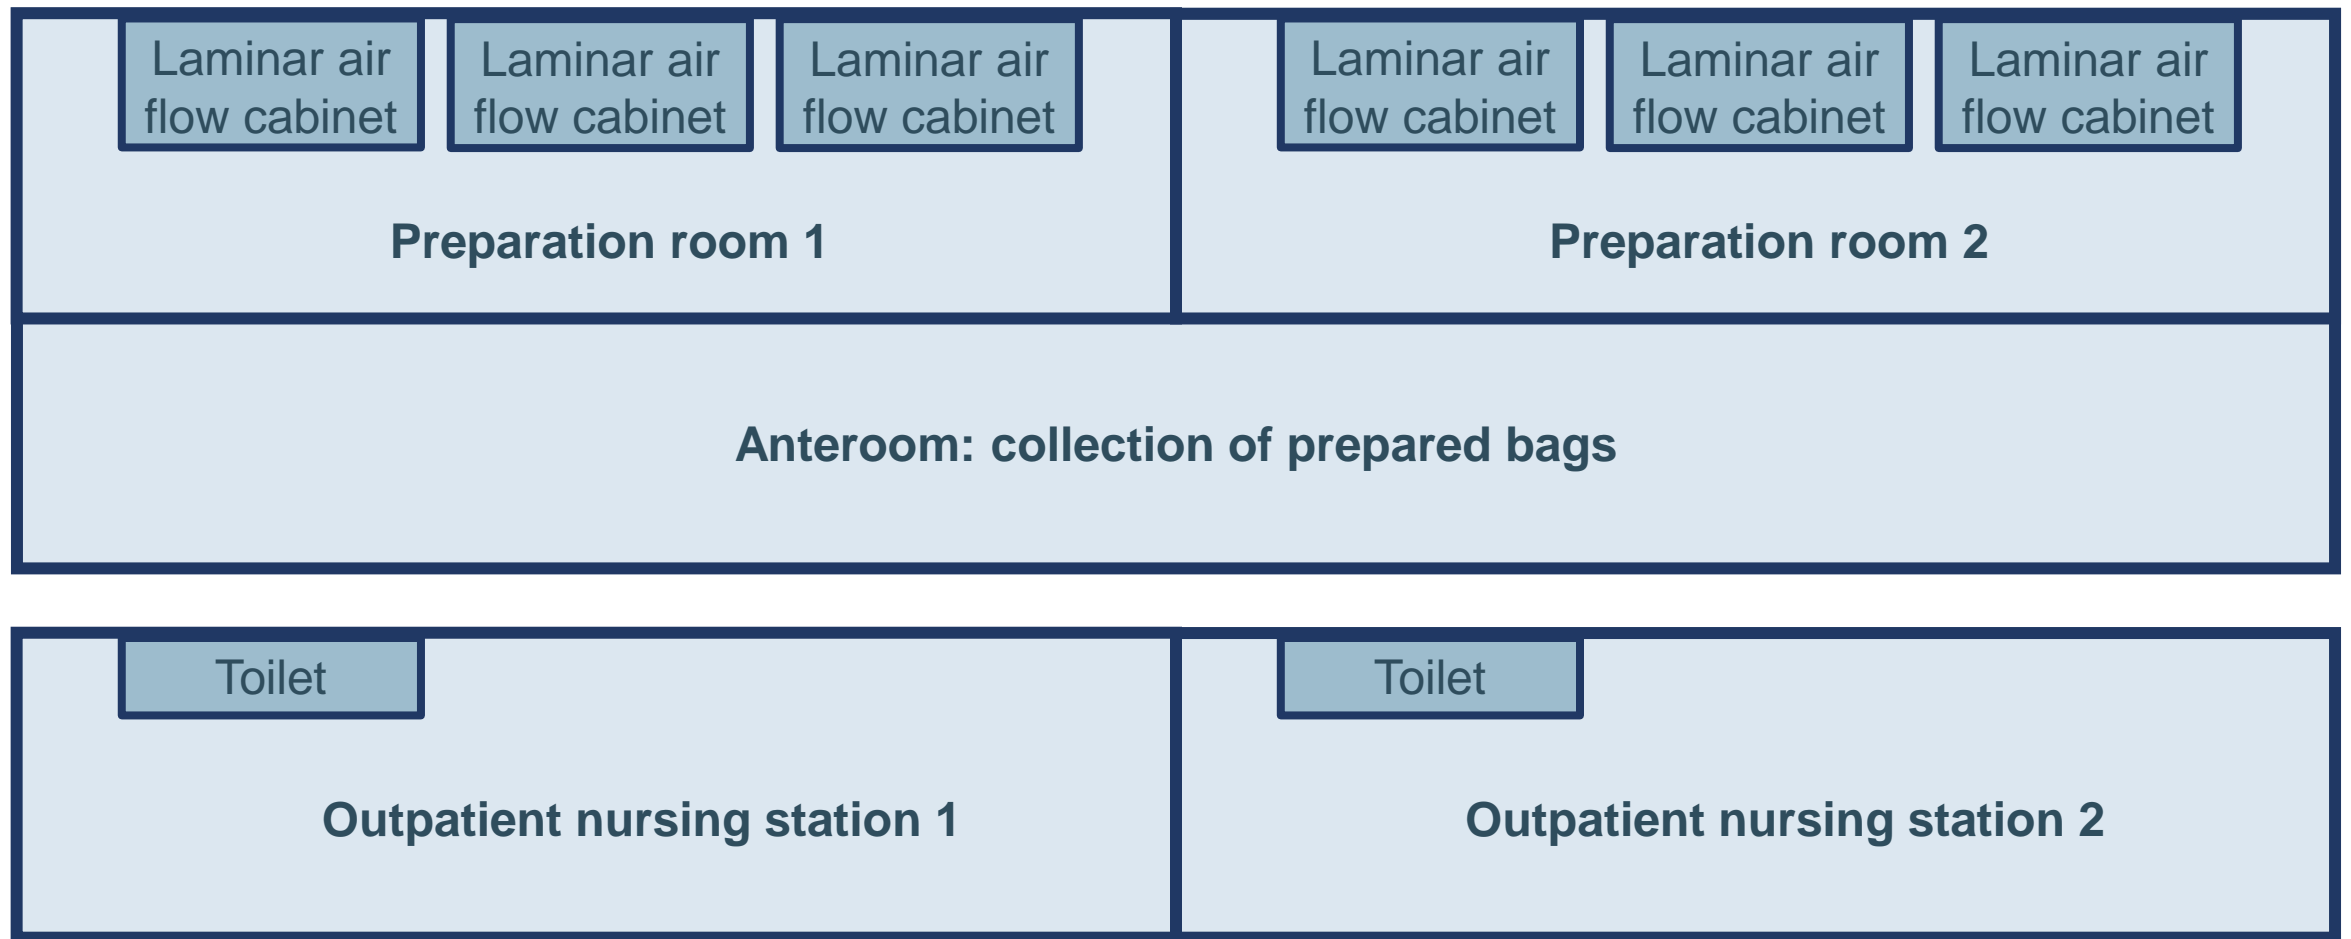 Laminar air
flow cabinet
Laminar air
flow cabinet
Laminar air
flow cabinet
Preparation room 1
Laminar air
flow cabinet
Laminar air
flow cabinet
Laminar air
flow cabinet
Preparation room 2
Anteroom: collection of prepared bags
Toilet
Outpatient nursing station 1
Toilet
Outpatient nursing station 2